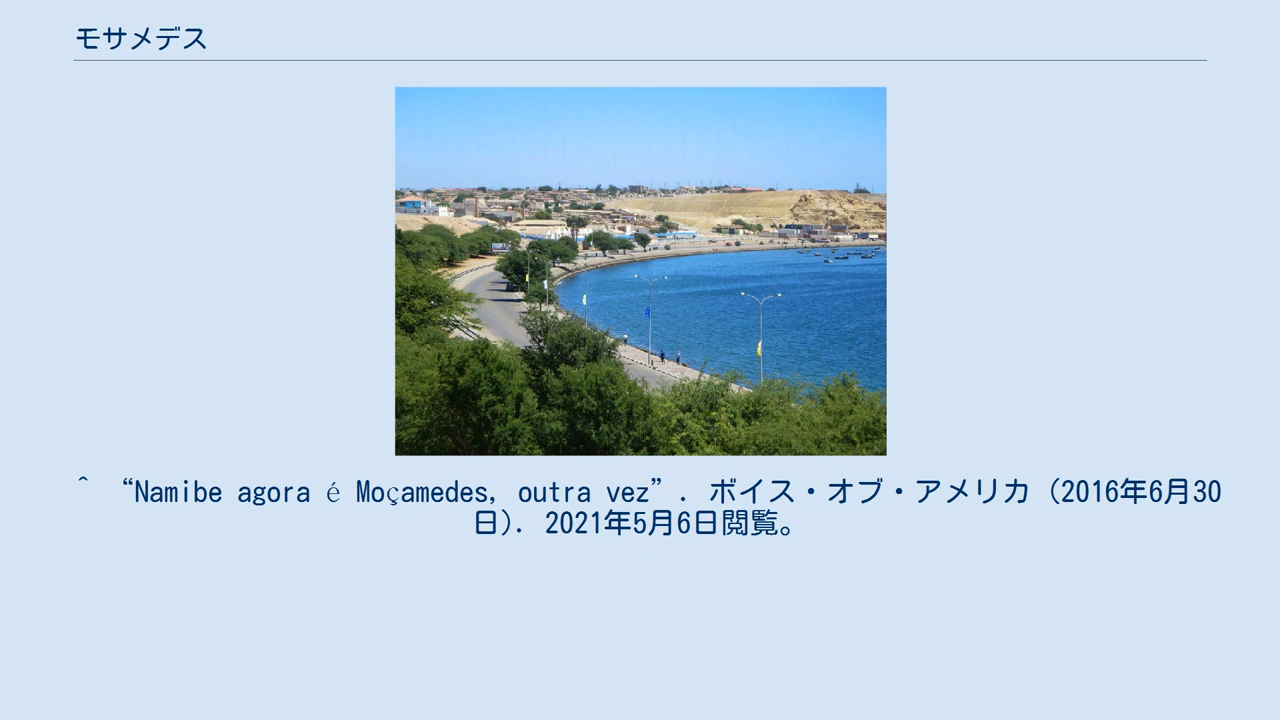 モサメデス
^ “Namibe agora é Moçamedes, outra vez”. ボイス・オブ・アメリカ (2016年6月30
日). 2021年5月6日閲覧。